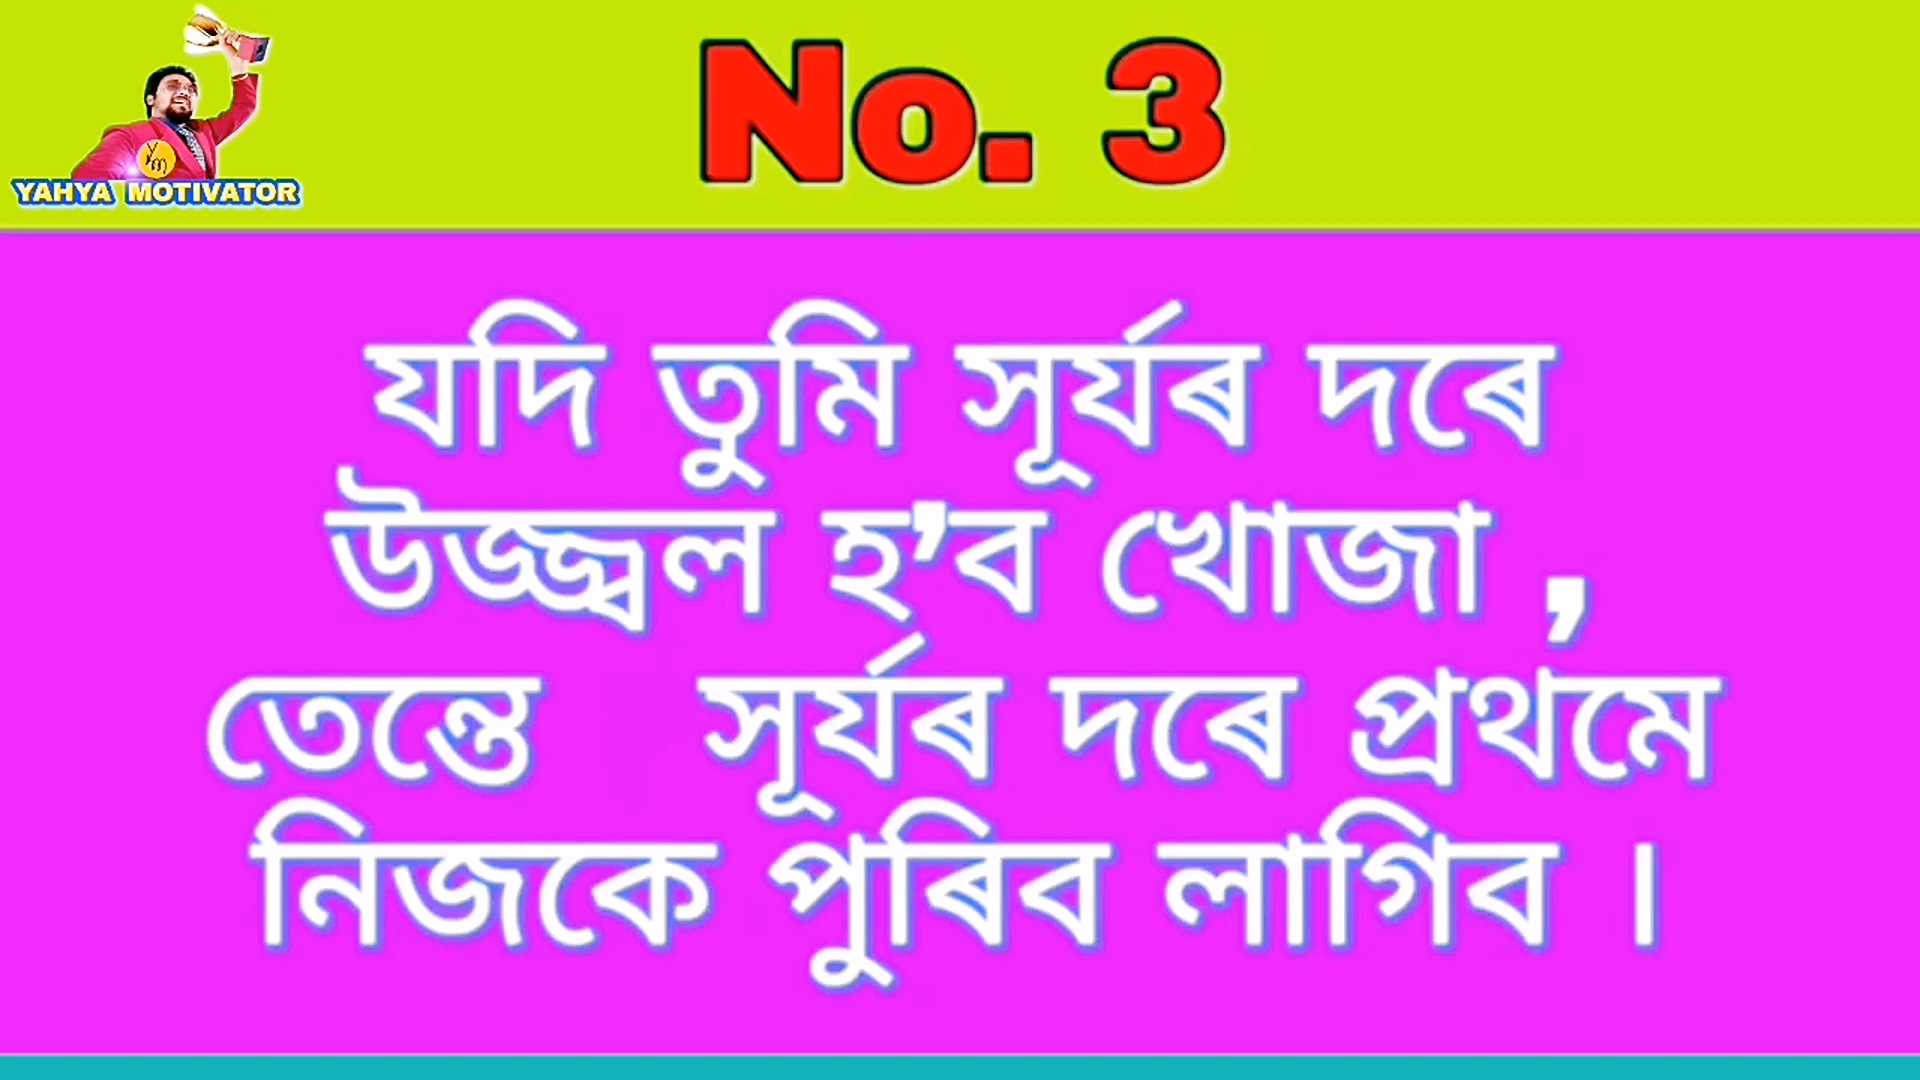 No. 3
YAHYA MOTIVATOR
যদি তুমি সূৰ্যৰ দৰে
উজ্জ্বল হ’ব খোজা ,
তেন্তে সূৰ্যৰ দৰে প্ৰথমে
নিজকে পুৰিব লাগিব ।